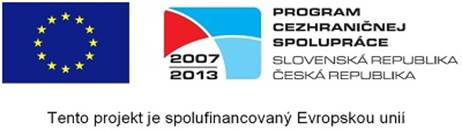 PROGRAM
CEZHRANIČNEJ
SPOLUPRÁCE
2007
2013
SLOVENSKÁ REPUBLIKA
ČESKÁ REPUBLIKA
Tento projekt je spolufinancovaný Evropskou unií